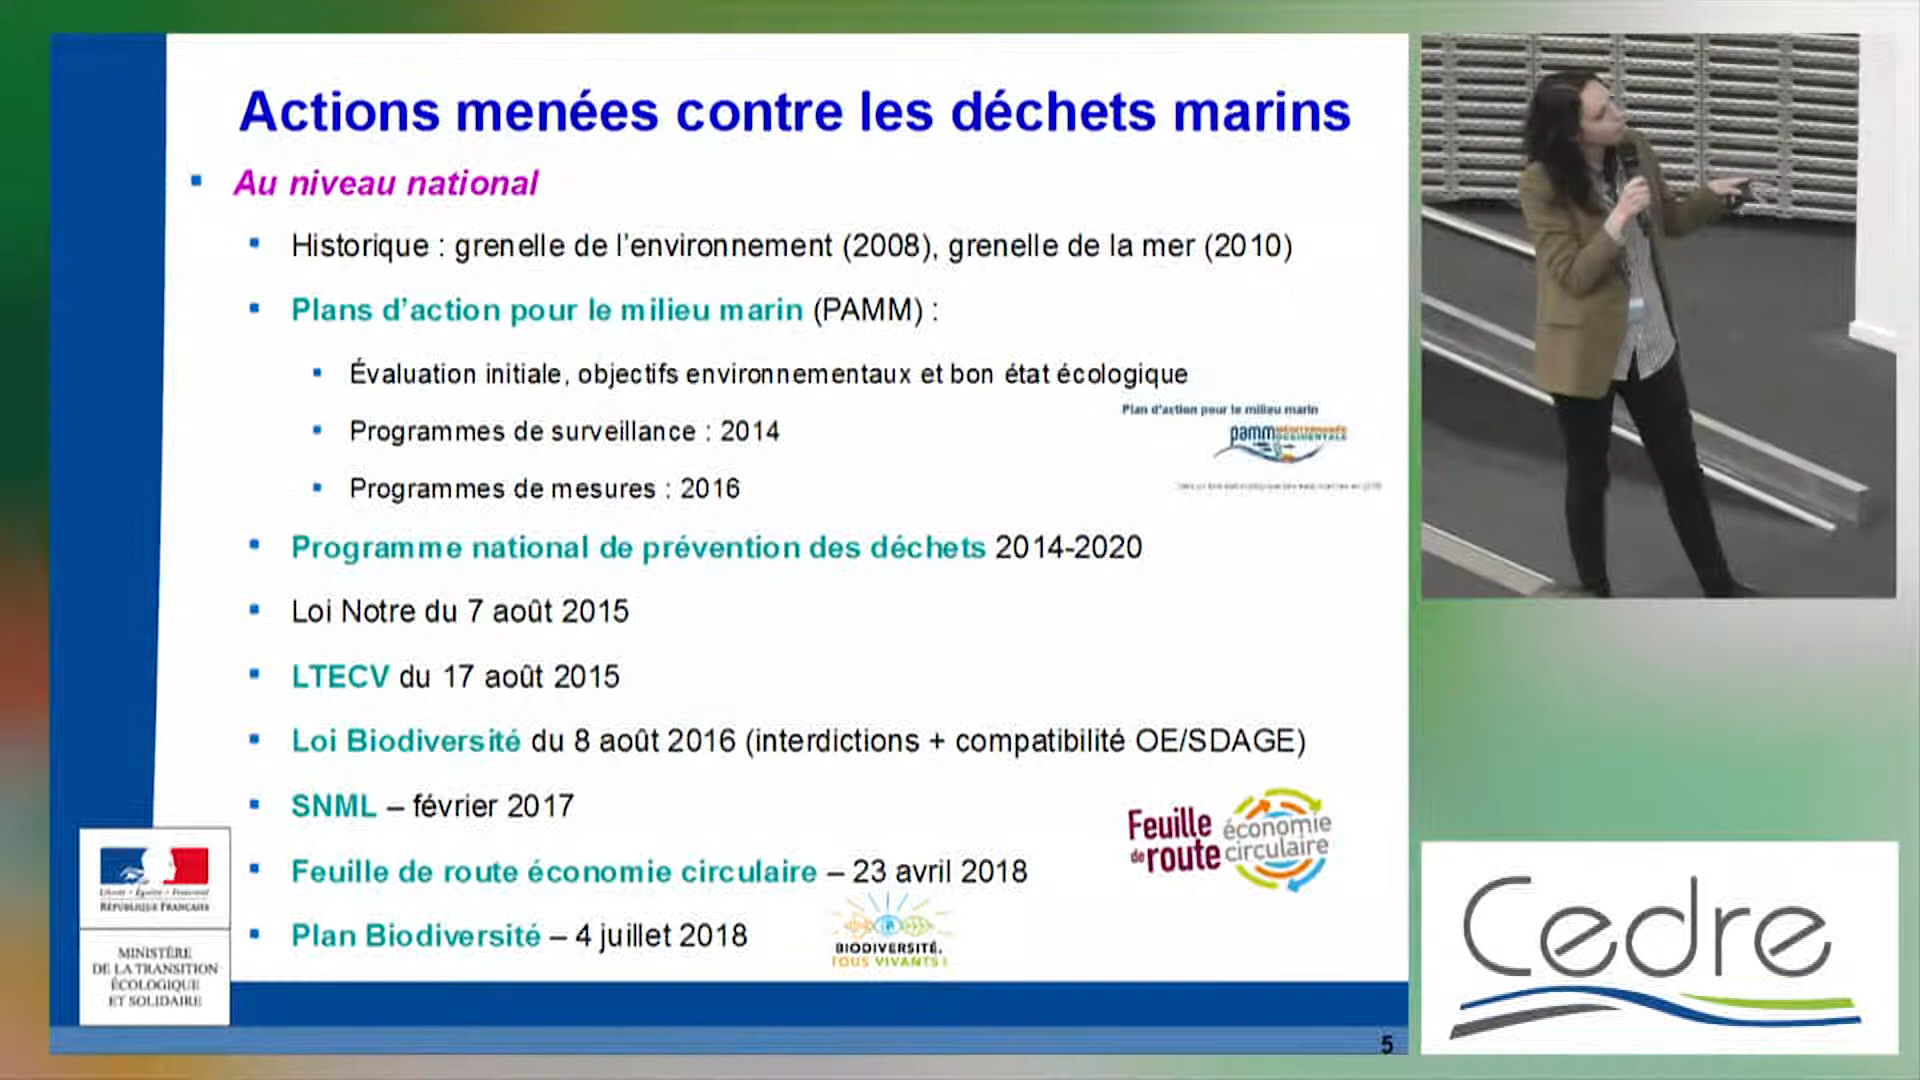 Actions menées contre les déchets marins
Au niveau national
Historique : grenelle de l'environnement (2008), grenelle de la mer (2010)
Plans d'action pour le milieu marin (PAMM) :
Évaluation initiale, objectifs environnementaux et bon état écologique
Plan d'action pour le milieu marin
Programmes de surveillance : 2014
pamm MÉDITERRANÉE
OCCIDENTALE
Programmes de mesures : 2016
Programme national de prévention des déchets 2014-2020
Loi Notre du 7 août 2015
LTECV du 17 août 2015
Loi Biodiversité du 8 août 2016 (interdictions + compatibilité OE/SDAGE)
SNML – février 2017
Feuille de route économie circulaire
Feuille de route économie circulaire – 23 avril 2018
Plan Biodiversité – 4 juillet 2018
BIODIVERSITÉ,
TOUS VIVANTS !
Liberté • Égalité • Fraternité
RÉPUBLIQUE FRANÇAISE
MINISTÈRE
DE LA TRANSITION
ÉCOLOGIQUE
ET SOLIDAIRE
5
Cedre